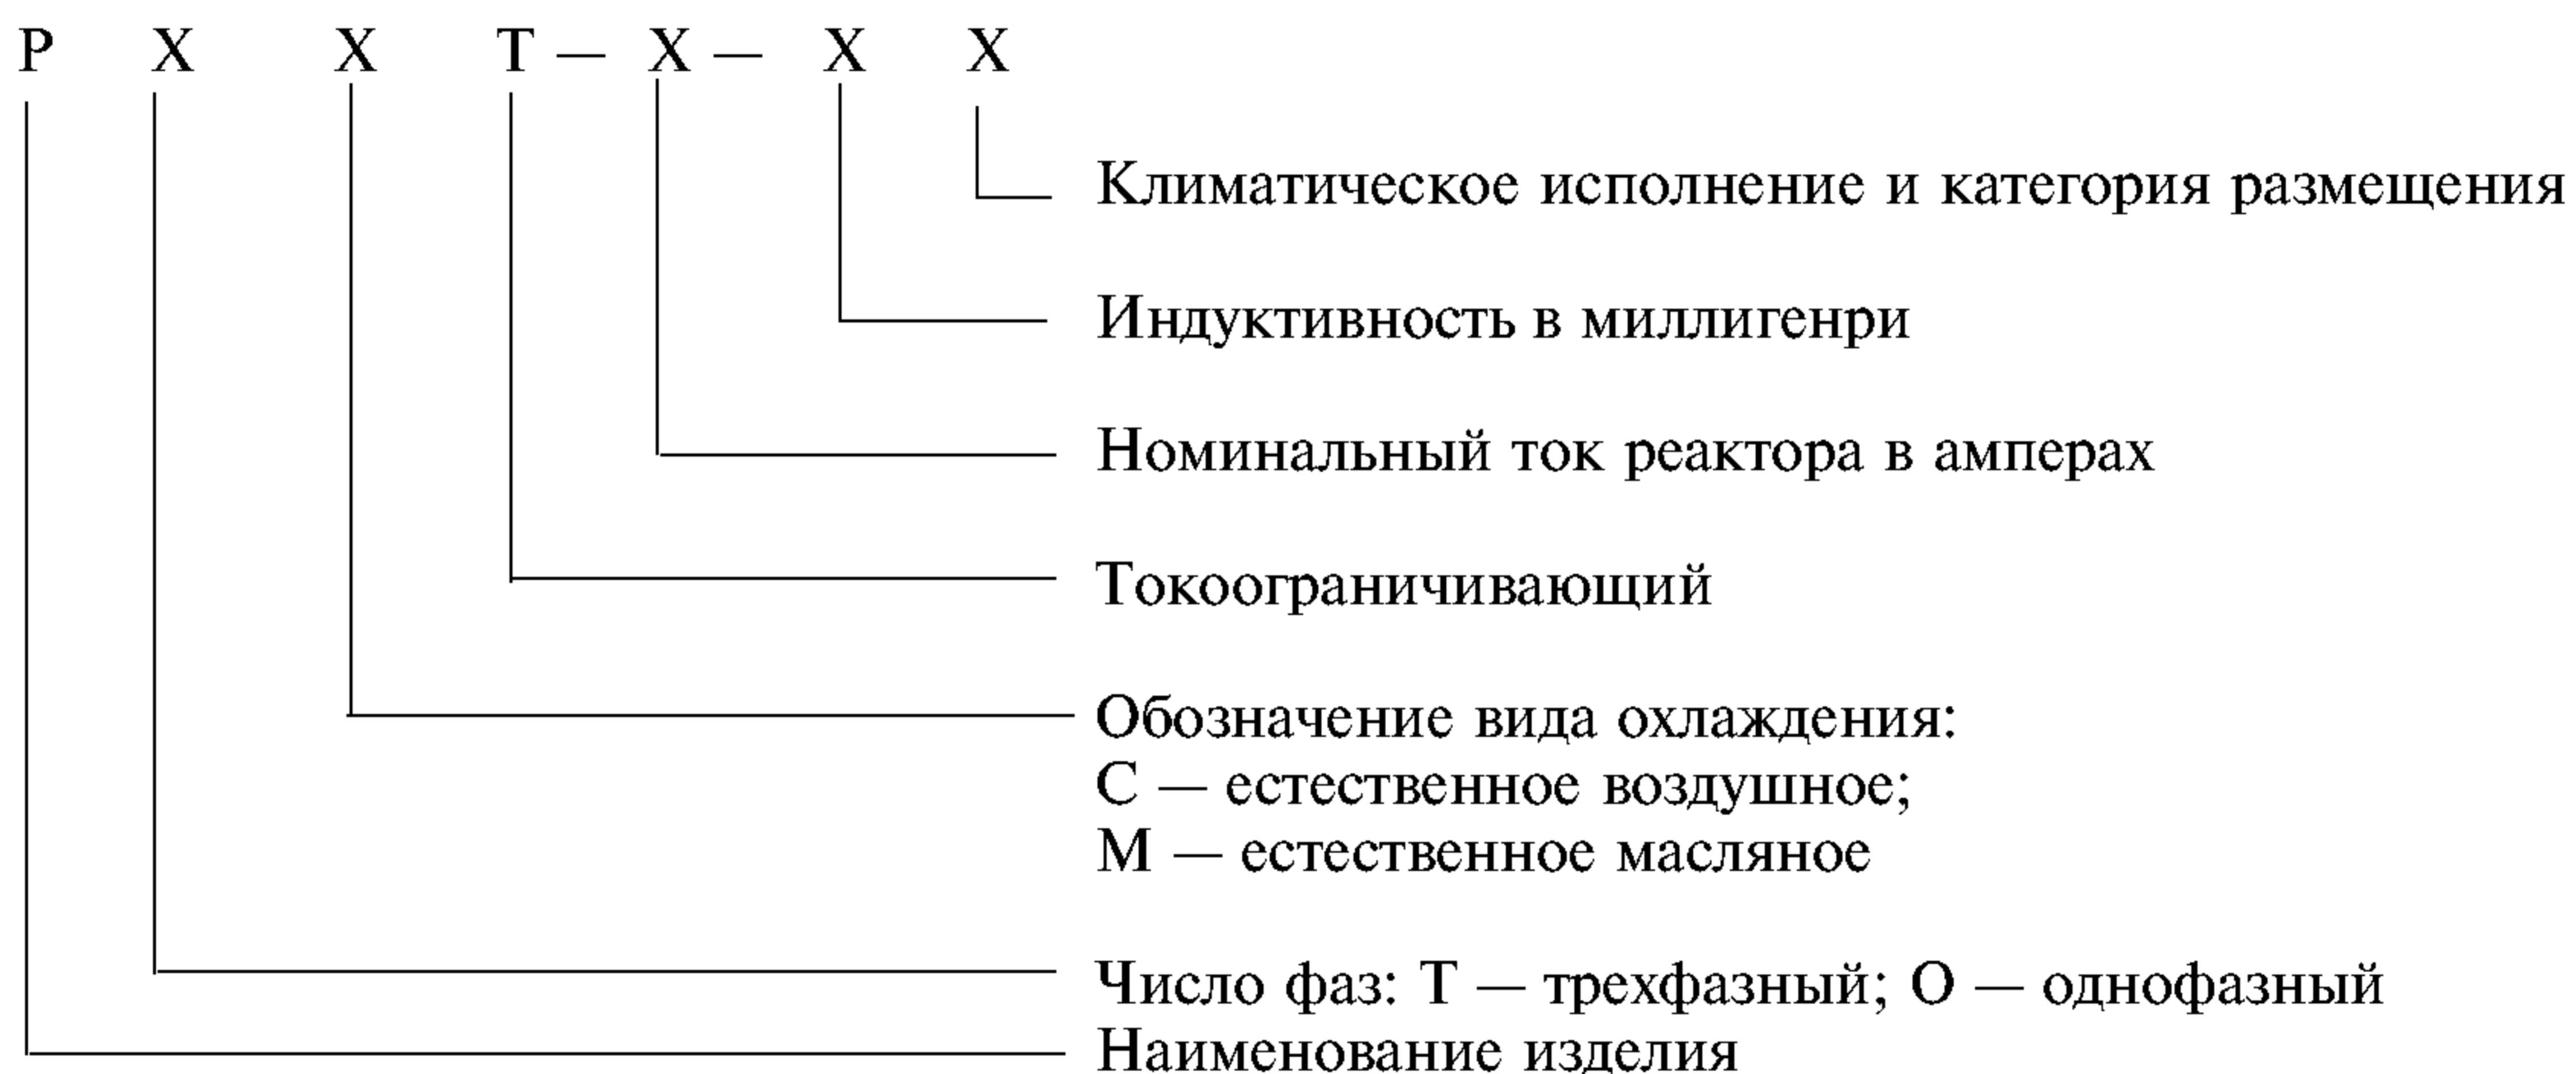 Р Х Х Т — Х — Х Х
Климатическое исполнение и категория размещения
Индуктивность в миллигенри
Номинальный ток реактора в амперах
Токоограничивающий
Обозначение вида охлаждения:
С — естественное воздушное;
М — естественное масляное
Число фаз: Т — трехфазный; О — однофазный
Наименование изделия